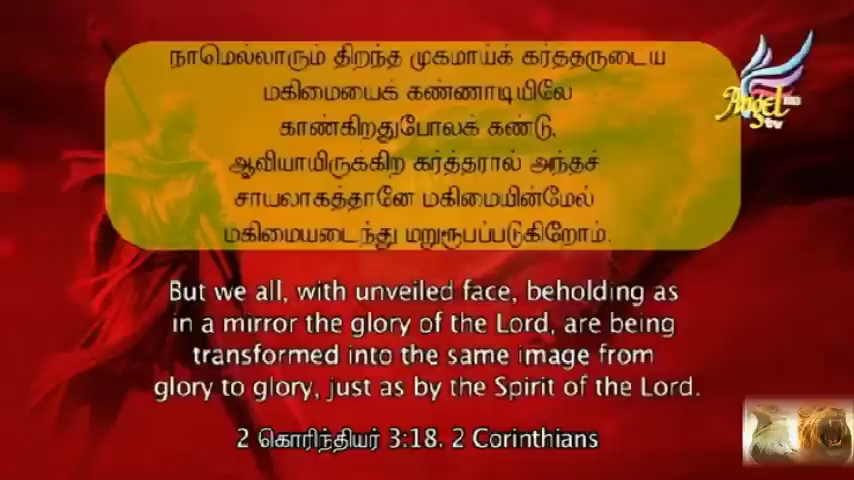 நாமெல்லாரும் திறந்த முகமாய்க் கர்த்தருடைய
மகிமையைக் கண்ணாடியிலே
காண்கிறதுபோலக் கண்டு,
ஆவியாயிருக்கிற கர்த்தரால் அந்தச்
சாயலாகத்தானே மகிமையின்மேல்
மகிமையடைந்து மறுரூபப்படுகிறோம்.
But we all, with unveiled face, beholding as
in a mirror the glory of the Lord, are being
transformed into the same image from
glory to glory, just as by the Spirit of the Lord.
2 கொரிந்தியர் 3:18. 2 Corinthians
Angel
tv